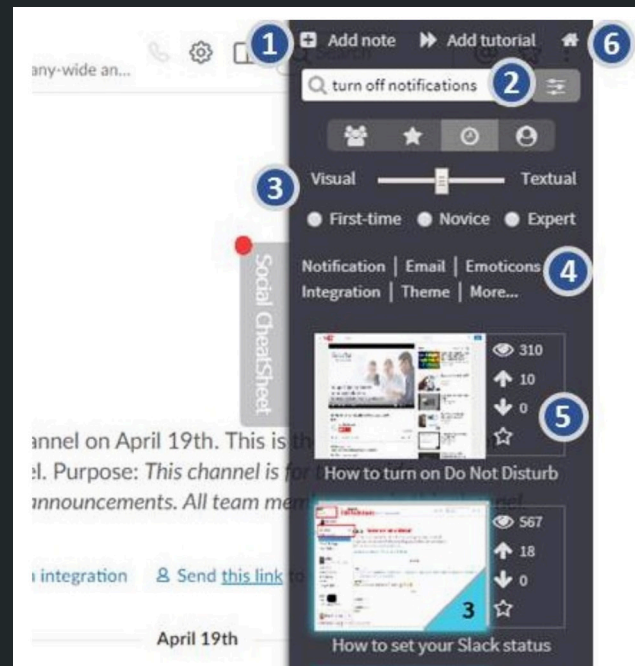 1 Add note Add tutorial 6
any-wide an...
turn off notifications 2
3 Visual Textual
First-time Novice Expert
Social CheatSheet
Notification | Email | Emoticons 4
Integration | Theme | More...
310
10
0 5
How to turn on Do Not Disturb
annel on April 19th. This is
el. Purpose: This channel is
announcements. All team
567
18
0
3
n integration Send this link
How to set your Slack status
April 19th